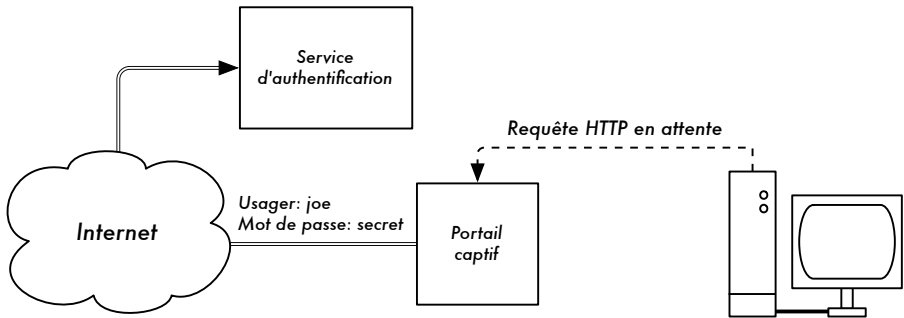 Service
d'authentification
Requête HTTP en attente
Usager: joe
Mot de passe: secret
Internet
Portail
captif